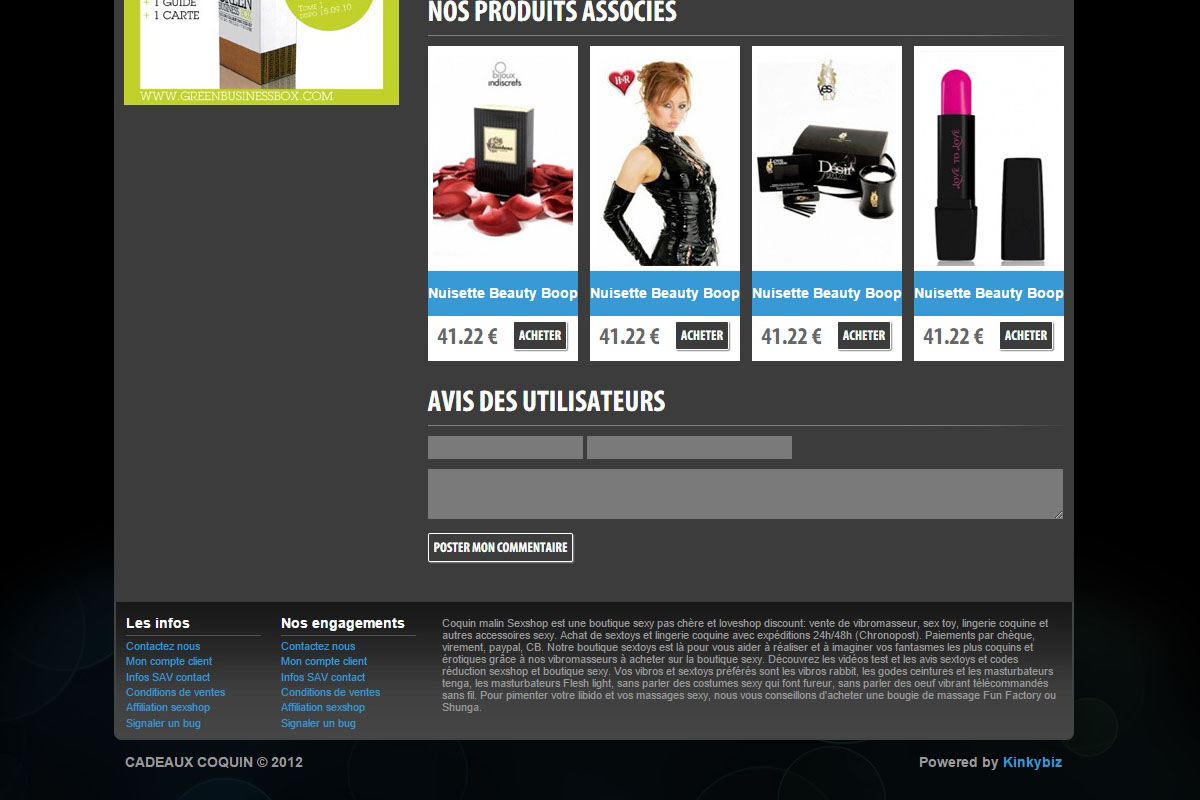 + 1 GUIDE
+ 1 CARTE
TOME 1
DISPO 15.09.10
WWW.GREENBUSINESSBOX.COM
NOS PRODUITS ASSOCIÉS
bijoux
indiscrets
H&R
Yes
Désir
LOVE TO LOVE
Nuisette Beauty Boop
Nuisette Beauty Boop
Nuisette Beauty Boop
Nuisette Beauty Boop
41.22 € ACHETER
41.22 € ACHETER
41.22 € ACHETER
41.22 € ACHETER
AVIS DES UTILISATEURS
POSTER MON COMMENTAIRE
Les infos
Contactez nous
Mon compte client
Infos SAV contact
Conditions de ventes
Affiliation sexshop
Signaler un bug
Nos engagements
Contactez nous
Mon compte client
Infos SAV contact
Conditions de ventes
Affiliation sexshop
Signaler un bug
Coquin malin Sexshop est une boutique sexy pas chère et loveshop discount: vente de vibromasseur, sex toy, lingerie coquine et
autres accessoires sexy. Achat de sextoys et lingerie coquine avec expéditions 24h/48h (Chronopost). Paiements par chèque,
virement, paypal, CB. Notre boutique sextoys est là pour vous aider à réaliser et à imaginer vos fantasmes les plus coquins et
érotiques grâce à nos vibromasseurs à acheter sur la boutique sexy. Découvrez les vidéos test et les avis sextoys et codes
réduction sexshop et boutique sexy. Vos vibros et sextoys préférés sont les vibros rabbit, les godes ceintures et les masturbateurs
tenga, les masturbateurs Flesh light, sans parler des costumes sexy qui font fureur, sans parler des oeuf vibrant télécommandés
sans fil. Pour pimenter votre libido et vos massages sexy, nous vous conseillons d'acheter une bougie de massage Fun Factory ou
Shunga.
CADEAUX COQUIN © 2012
Powered by Kinkybiz